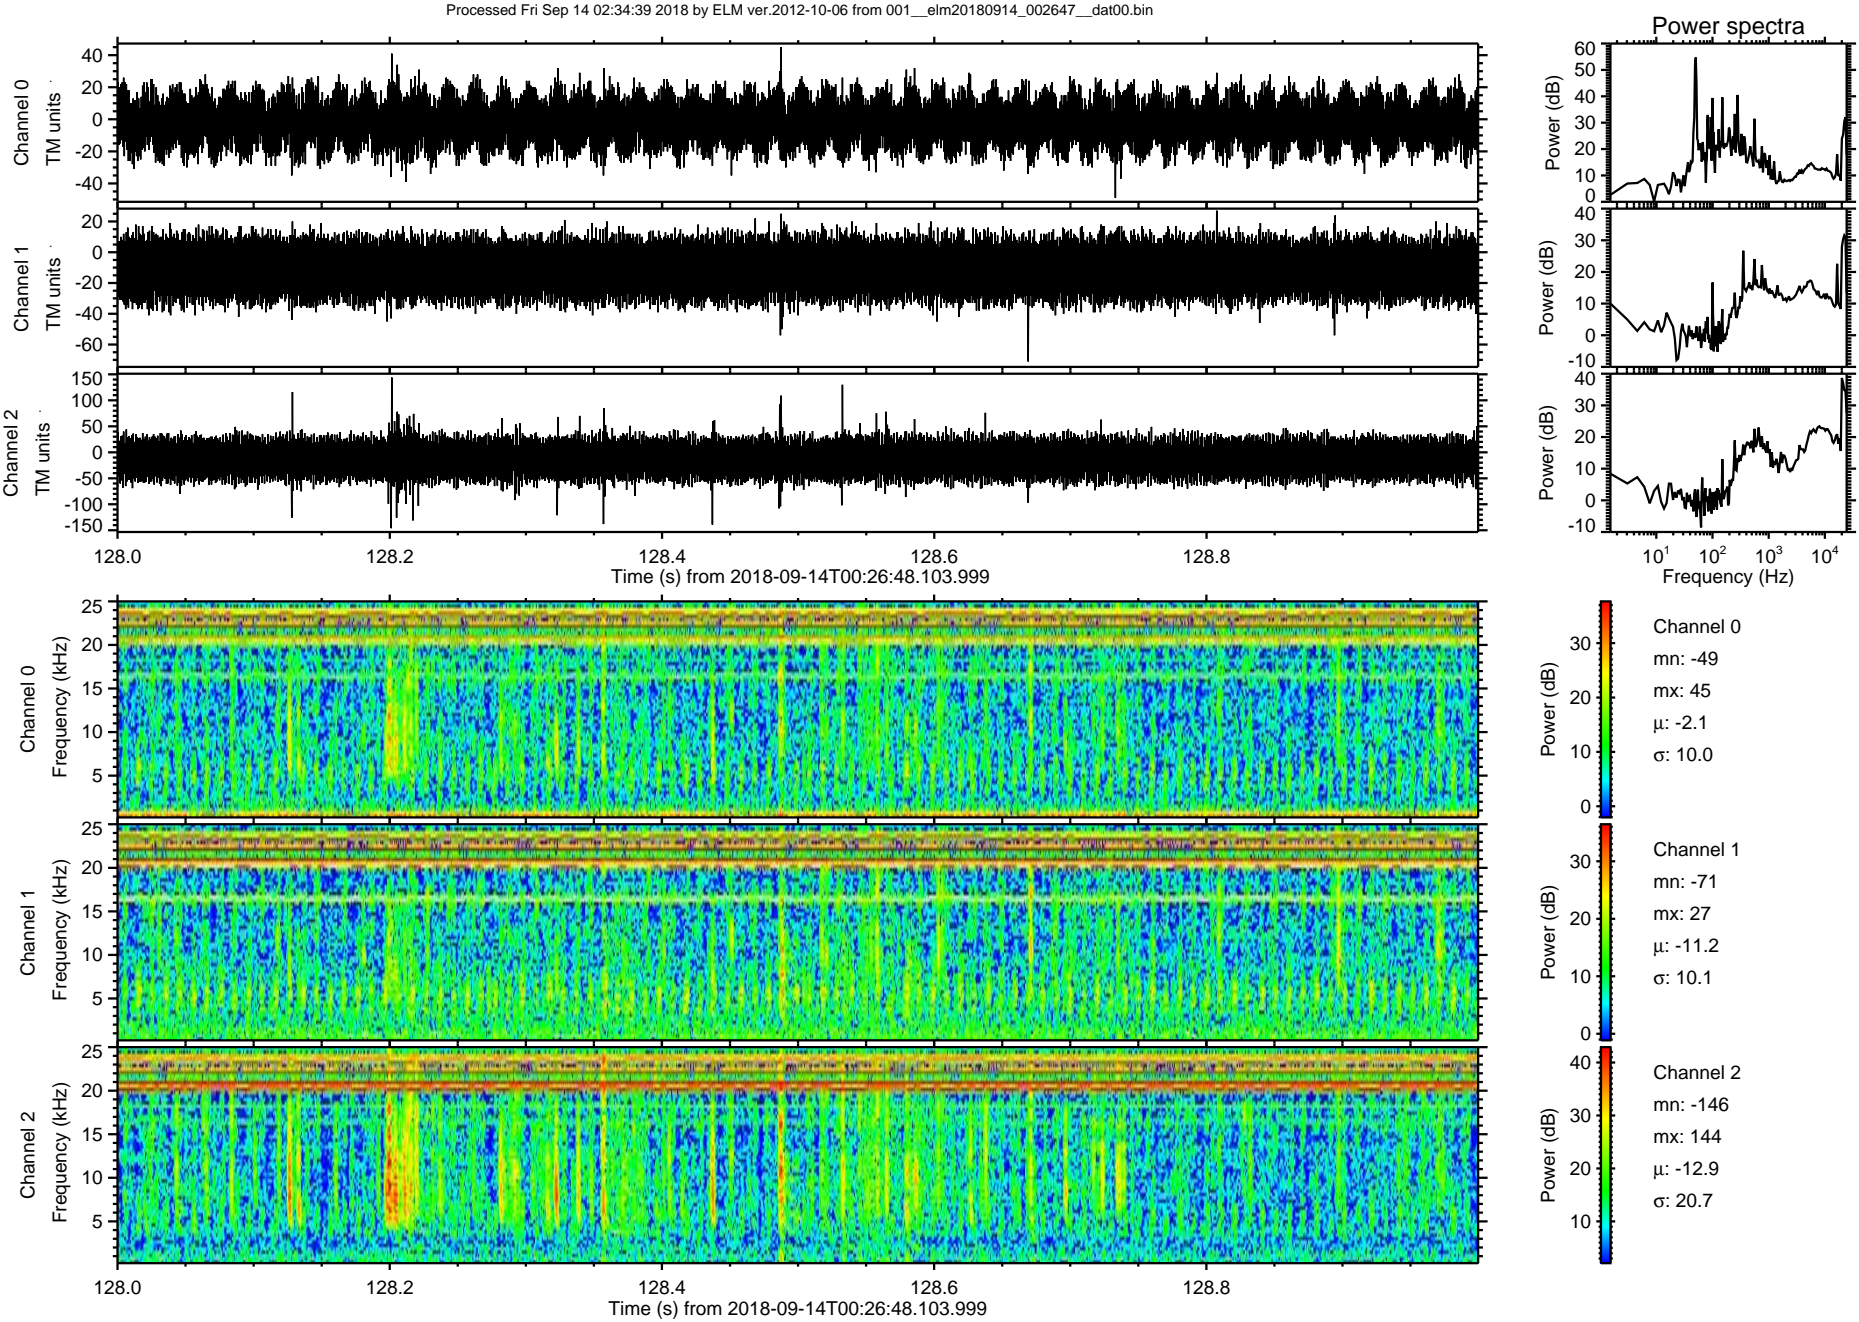 Processed Fri Sep 14 02:34:39 2018 by ELM ver.2012-10-06 from 001__elm20180914_002647__dat00.bin
Power spectra
Channel 0
TM units
40
20
0
-20
-40
Power (dB)
60
50
40
30
20
10
0
Channel 1
TM units
20
0
-20
-40
-60
Power (dB)
40
30
20
10
0
-10
Channel 2
TM units
150
100
50
0
-50
-100
-150
Power (dB)
40
30
20
10
0
-10
128.0 128.2 128.4 128.6 128.8
Time (s) from 2018-09-14T00:26:48.103.999
10^1 10^2 10^3 10^4
Frequency (Hz)
Channel 0
Frequency (kHz)
25
20
15
10
5
Power (dB)
30
20
10
0
Channel 0
mn: -49
mx: 45
μ: -2.1
σ: 10.0
Channel 1
Frequency (kHz)
25
20
15
10
5
Power (dB)
30
20
10
0
Channel 1
mn: -71
mx: 27
μ: -11.2
σ: 10.1
Channel 2
Frequency (kHz)
25
20
15
10
5
Power (dB)
40
30
20
10
Channel 2
mn: -146
mx: 144
μ: -12.9
σ: 20.7
128.0 128.2 128.4 128.6 128.8
Time (s) from 2018-09-14T00:26:48.103.999